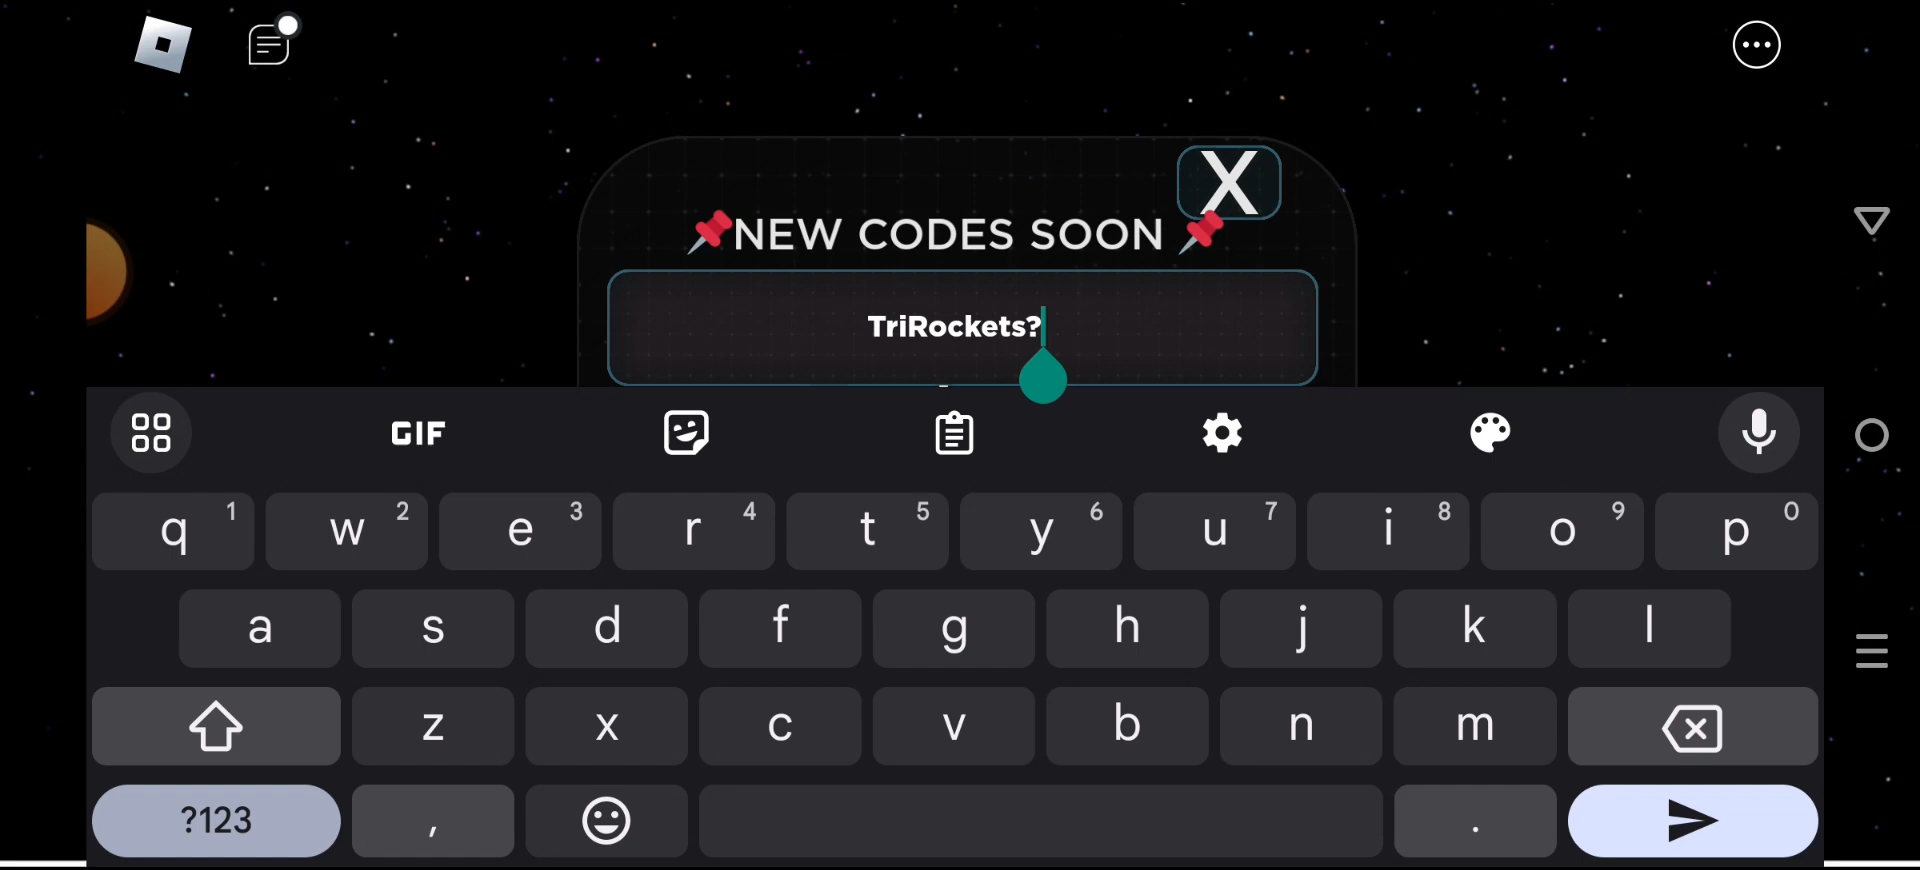 X
📌NEW CODES SOON 📌
TriRockets?
GIF
q 1 w 2 e 3 r 4 t 5 y 6 u 7 i 8 o 9 p 0
a s d f g h j k l
z x c v b n m
?123 , .